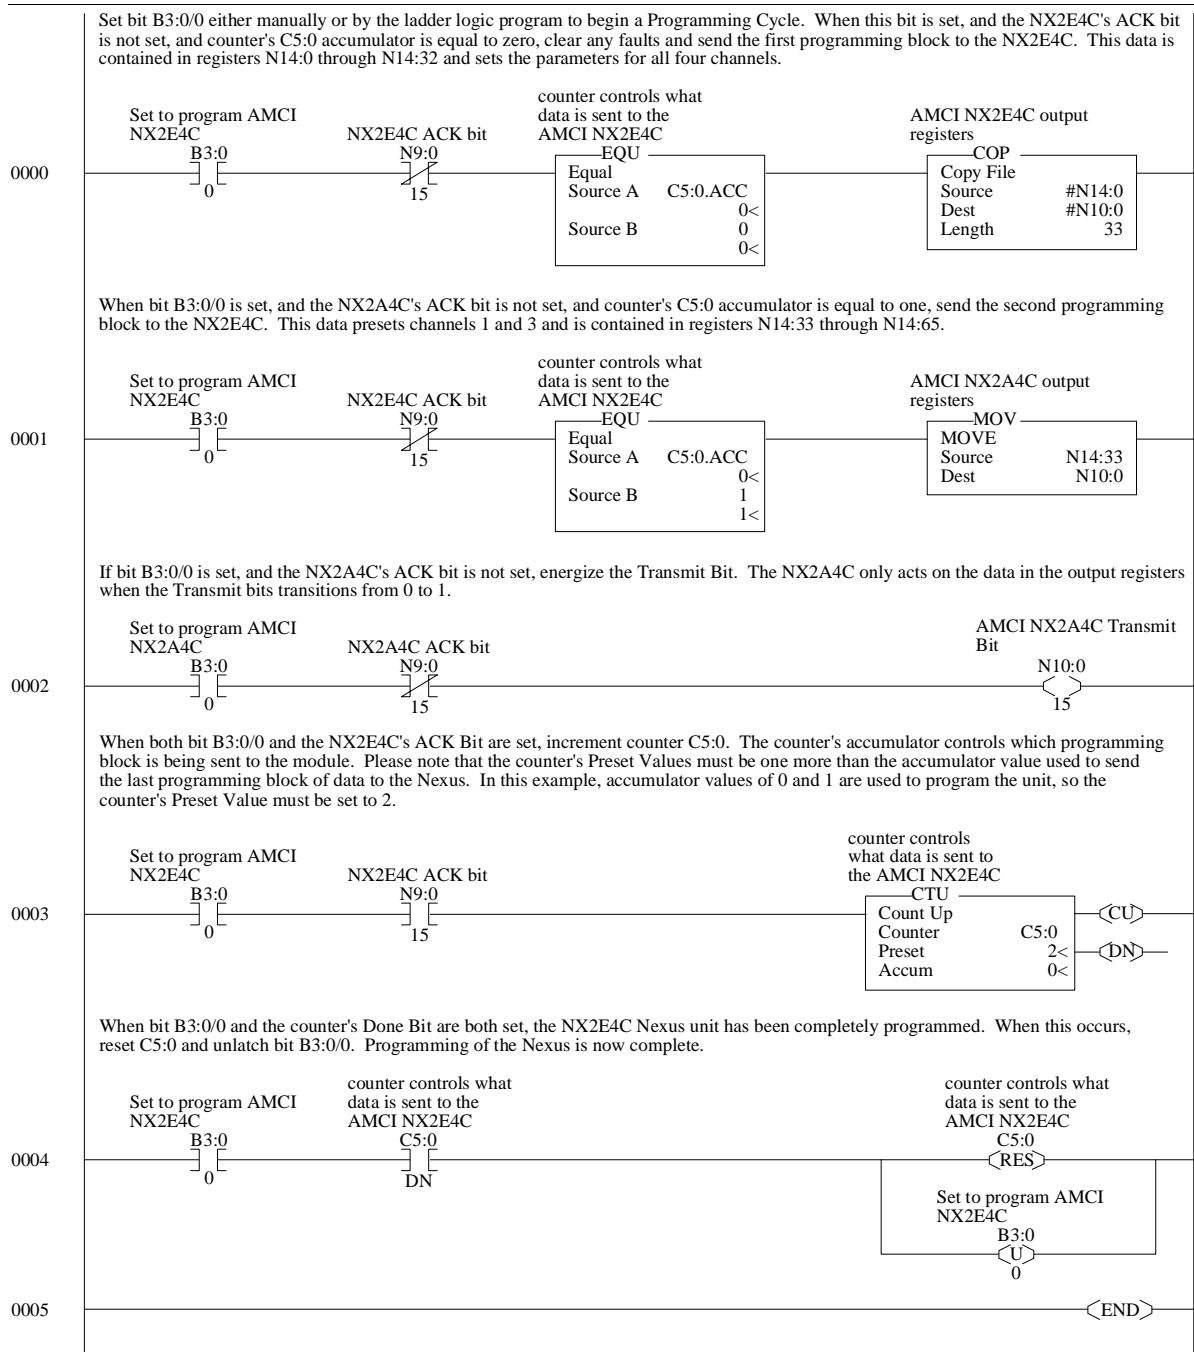 Set bit B3:0/0 either manually or by the ladder logic program to begin a Programming Cycle. When this bit is set, and the NX2E4C's ACK bit
is not set, and counter's C5:0 accumulator is equal to zero, clear any faults and send the first programming block to the NX2E4C. This data is
contained in registers N14:0 through N14:32 and sets the parameters for all four channels.
Set to program AMCI
NX2E4C
B3:0
0
NX2E4C ACK bit
N9:0
15
counter controls what
data is sent to the
AMCI NX2E4C
EQU
Equal
Source A C5:0.ACC
0<
Source B 0
0<
AMCI NX2E4C output
registers
COP
Copy File
Source #N14:0
Dest #N10:0
Length 33
0000
When bit B3:0/0 is set, and the NX2A4C's ACK bit is not set, and counter's C5:0 accumulator is equal to one, send the second programming
block to the NX2E4C. This data presets channels 1 and 3 and is contained in registers N14:33 through N14:65.
Set to program AMCI
NX2E4C
B3:0
0
NX2E4C ACK bit
N9:0
15
counter controls what
data is sent to the
AMCI NX2E4C
EQU
Equal
Source A C5:0.ACC
0<
Source B 1
1<
AMCI NX2A4C output
registers
MOV
MOVE
Source N14:33
Dest N10:0
0001
If bit B3:0/0 is set, and the NX2A4C's ACK bit is not set, energize the Transmit Bit. The NX2A4C only acts on the data in the output registers
when the Transmit bits transitions from 0 to 1.
Set to program AMCI
NX2A4C
B3:0
0
NX2A4C ACK bit
N9:0
15
AMCI NX2A4C Transmit
Bit
N10:0
15
0002
When both bit B3:0/0 and the NX2E4C's ACK Bit are set, increment counter C5:0. The counter's accumulator controls which programming
block is being sent to the module. Please note that the counter's Preset Values must be one more than the accumulator value used to send
the last programming block of data to the Nexus. In this example, accumulator values of 0 and 1 are used to program the unit, so the
counter's Preset Value must be set to 2.
Set to program AMCI
NX2E4C
B3:0
0
NX2E4C ACK bit
N9:0
15
counter controls
what data is sent to
the AMCI NX2E4C
CTU
Count Up
Counter C5:0
Preset 2<
Accum 0<
CU
DN
0003
When bit B3:0/0 and the counter's Done Bit are both set, the NX2E4C Nexus unit has been completely programmed. When this occurs,
reset C5:0 and unlatch bit B3:0/0. Programming of the Nexus is now complete.
Set to program AMCI
NX2E4C
B3:0
0
counter controls what
data is sent to the
AMCI NX2E4C
C5:0
DN
counter controls what
data is sent to the
AMCI NX2E4C
C5:0
RES
0004
Set to program AMCI
NX2E4C
B3:0
U
0
0005
END